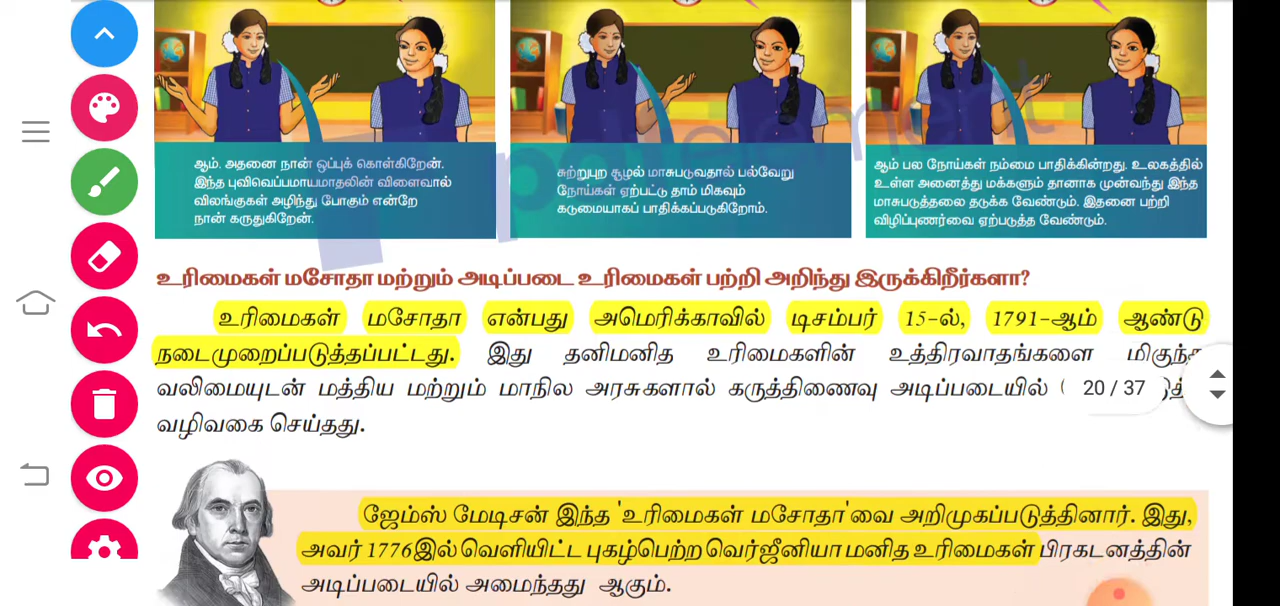 ஆம். அதனை நான் ஒப்புக் கொள்கிறேன்.
இந்த புவிவெப்பமாயமாதலின் விளைவால்
விலங்குகள் அழிந்து போகும் என்றே
நான் கருதுகிறேன்.
சுற்றுபுற சூழல் மாசுபடுவதால் பல்வேறு
நோய்கள் ஏற்பட்டு தாம் மிகவும்
கடுமையாகப் பாதிக்கப்படுகிறோம்.
ஆம் பல நோய்கள் நம்மை பாதிக்கின்றது. உலகத்தில்
உள்ள அனைத்து மக்களும் தானாக முன்வந்து இந்த
மாசுபடுத்தலை தடுக்க வேண்டும். இதனை பற்றி
விழிப்புணர்வை ஏற்படுத்த வேண்டும்.
உரிமைகள் மசோதா மற்றும் அடிப்படை உரிமைகள் பற்றி அறிந்து இருக்கிறீர்களா?
உரிமைகள் மசோதா என்பது அமெரிக்காவில் டிசம்பர் 15-ல், 1791-ஆம் ஆண்டு
நடைமுறைப்படுத்தப்பட்டது. இது தனிமனித உரிமைகளின் உத்திரவாதங்களை மிகுந்த
வலிமையுடன் மத்திய மற்றும் மாநில அரசுகளால் கருத்திணைவு அடிப்படையில்
20 / 37
வழிவகை செய்தது.
ஜேம்ஸ் மேடிசன் இந்த 'உரிமைகள் மசோதா'வை அறிமுகப்படுத்தினார். இது,
அவர் 1776இல் வெளியிட்ட புகழ்பெற்ற வெர்ஜீனியா மனித உரிமைகள் பிரகடனத்தின்
அடிப்படையில் அமைந்தது ஆகும்.